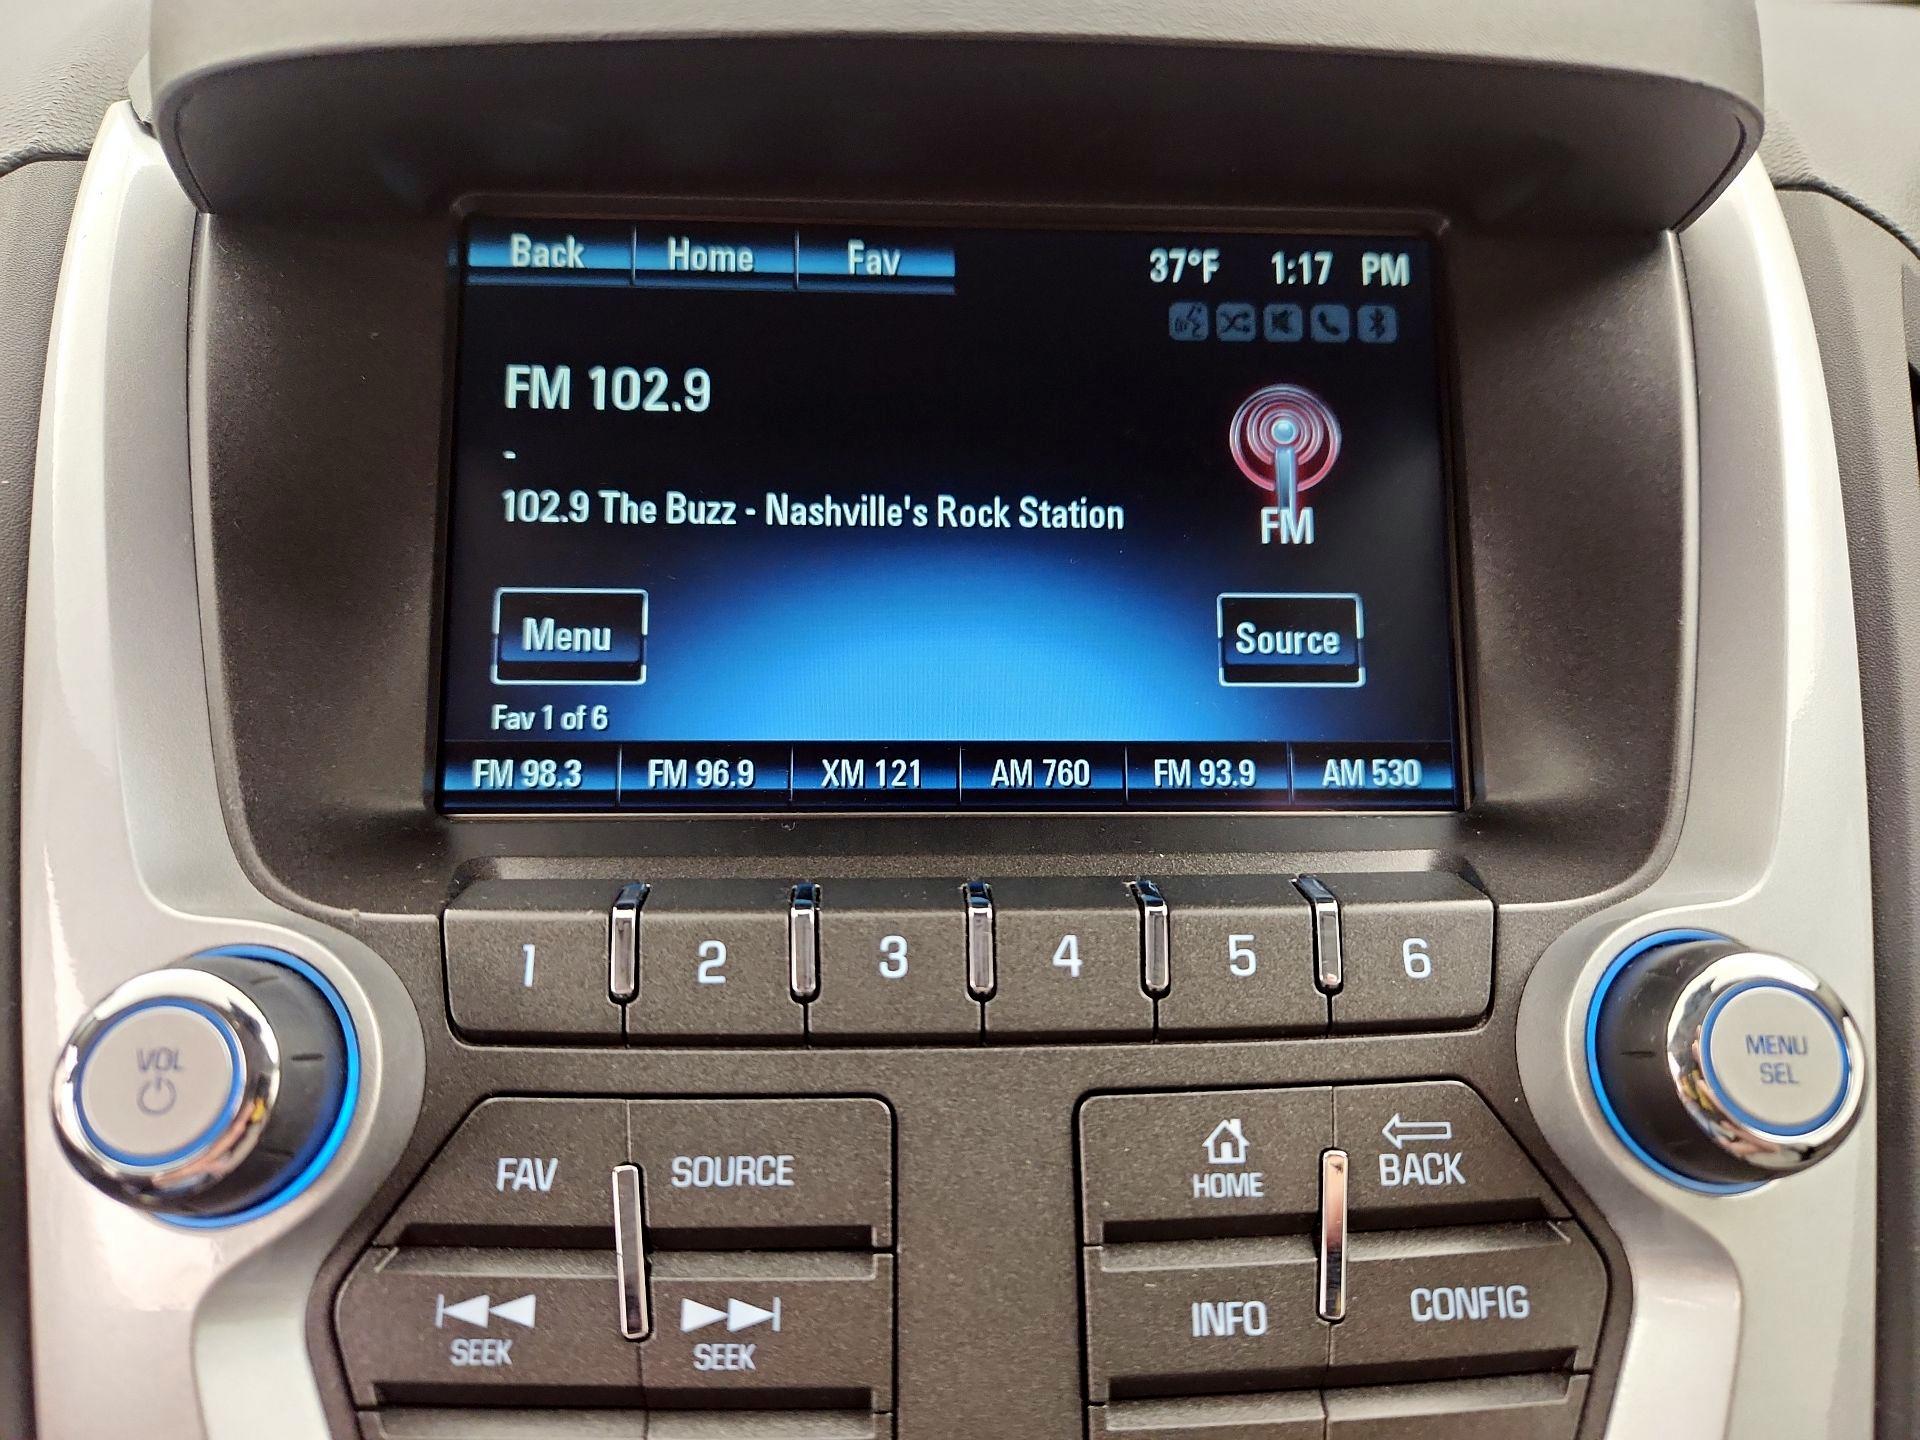 Back Home Fav 37°F 1:17 PM
FM 102.9
-
102.9 The Buzz - Nashville's Rock Station
FM
Menu Source
Fav 1 of 6
FM 98.3 FM 96.9 XM 121 AM 760 FM 93.9 AM 530
1 2 3 4 5 6
VOL
MENU
SEL
FAV SOURCE
HOME BACK
SEEK SEEK
INFO CONFIG